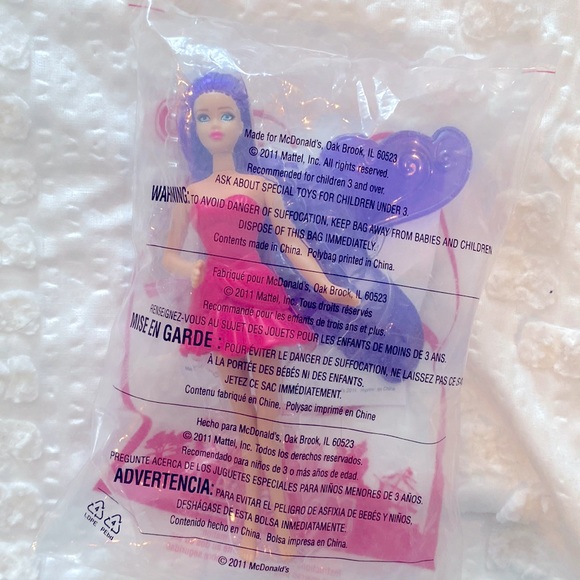 Made for McDonald's, Oak Brook, IL 60523
© 2011 Mattel, Inc. All rights reserved.
Recommended for children 3 and over.
ASK ABOUT SPECIAL TOYS FOR CHILDREN UNDER 3.
WARNING: TO AVOID DANGER OF SUFFOCATION, KEEP BAG AWAY FROM BABIES AND CHILDREN
DISPOSE OF THIS BAG IMMEDIATELY.
Contents made in China. Polybag printed in China.
Fabriqué pour McDonald's, Oak Brook, IL 60523
© 2011 Mattel, Inc. Tous droits réservés
Recommandé pour les enfants de trois ans et plus.
RENSEIGNEZ-VOUS AU SUJET DES JOUETS POUR LES ENFANTS DE MOINS DE 3 ANS.
MISE EN GARDE : POUR ÉVITER LE DANGER DE SUFFOCATION, NE LAISSEZ PAS CE SAC
À LA PORTÉE DES BÉBÉS NI DES ENFANTS.
JETEZ CE SAC IMMÉDIATEMENT.
Contenu fabriqué en Chine. Polysac imprimé en Chine
Hecho para McDonald's, Oak Brook, IL 60523
© 2011 Mattel, Inc. Todos los derechos reservados.
Recomendado para niños de 3 o más años de edad.
PREGUNTE ACERCA DE LOS JUGUETES ESPECIALES PARA NIÑOS MENORES DE 3 AÑOS.
ADVERTENCIA: PARA EVITAR EL PELIGRO DE ASFIXIA DE BEBÉS Y NIÑOS,
DESHÁGASE DE ESTA BOLSA INMEDIATAMENTE.
Contenido hecho en China. Bolsa impresa en China.
4 4
LDPE PEbd
© 2011 McDonald's